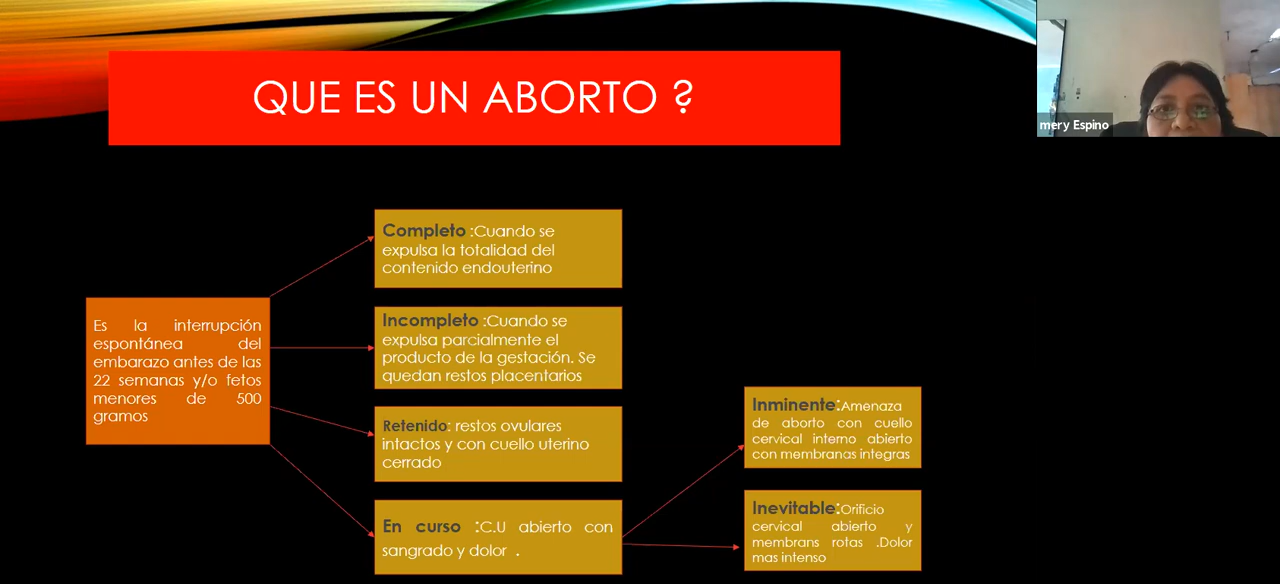 QUE ES UN ABORTO ?
mery Espino
Es la interrupción
espontánea del
embarazo antes de las
22 semanas y/o fetos
menores de 500
gramos
Completo :Cuando se
expulsa la totalidad del
contenido endouterino
Incompleto :Cuando se
expulsa parcialmente el
producto de la gestación. Se
quedan restos placentarios
Retenido: restos ovulares
intactos y con cuello uterino
cerrado
En curso :C.U abierto con
sangrado y dolor .
Inminente:Amenaza
de aborto con cuello
cervical interno abierto
con membranas integras
Inevitable:Orificio
cervical abierto y
membrans rotas .Dolor
mas intenso